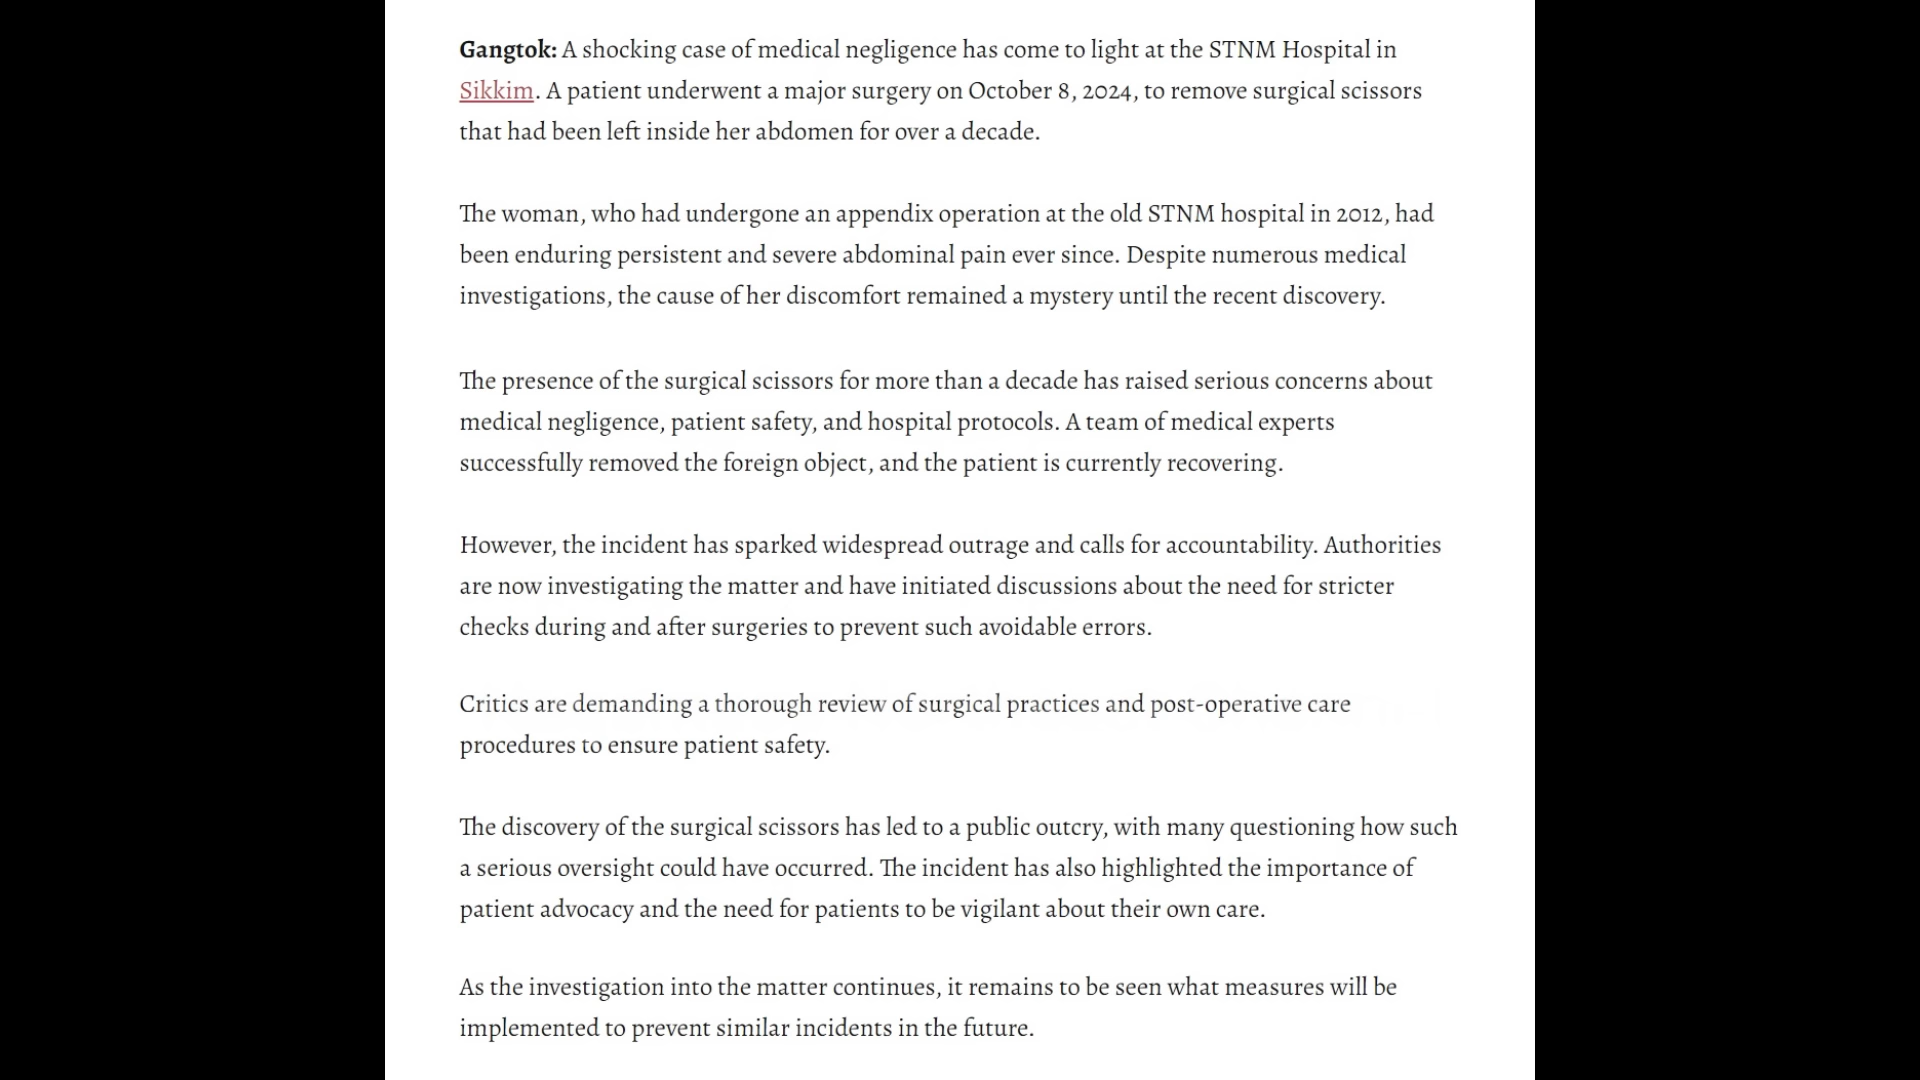 Gangtok: A shocking case of medical negligence has come to light at the STNM Hospital in
Sikkim. A patient underwent a major surgery on October 8, 2024, to remove surgical scissors
that had been left inside her abdomen for over a decade.
The woman, who had undergone an appendix operation at the old STNM hospital in 2012, had
been enduring persistent and severe abdominal pain ever since. Despite numerous medical
investigations, the cause of her discomfort remained a mystery until the recent discovery.
The presence of the surgical scissors for more than a decade has raised serious concerns about
medical negligence, patient safety, and hospital protocols. A team of medical experts
successfully removed the foreign object, and the patient is currently recovering.
However, the incident has sparked widespread outrage and calls for accountability. Authorities
are now investigating the matter and have initiated discussions about the need for stricter
checks during and after surgeries to prevent such avoidable errors.
Critics are demanding a thorough review of surgical practices and post-operative care
procedures to ensure patient safety.
The discovery of the surgical scissors has led to a public outcry, with many questioning how such
a serious oversight could have occurred. The incident has also highlighted the importance of
patient advocacy and the need for patients to be vigilant about their own care.
As the investigation into the matter continues, it remains to be seen what measures will be
implemented to prevent similar incidents in the future.